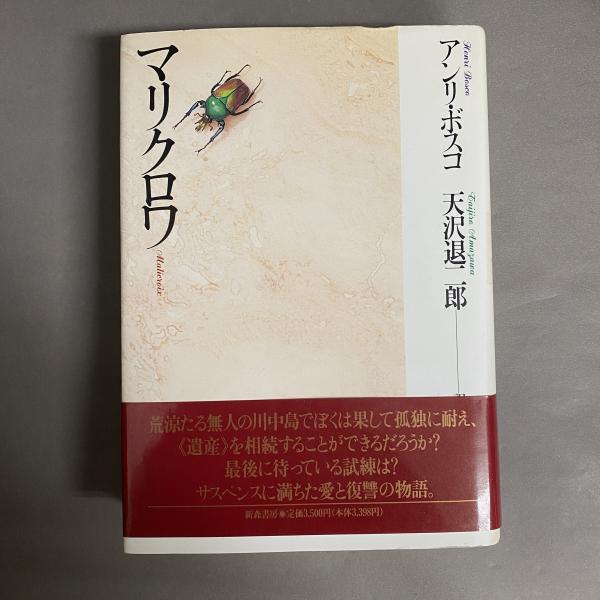 アンリ・ボスコ
Henri Bosco
天沢退二郎
Taijiro Amazawa
マリクロワ
Malicroix
荒涼たる無人の川中島でぼくは果して孤独に耐え、
《遺産》を相続することができるだろうか?
最後に待っている試練は?
サスペンスに満ちた愛と復讐の物語。
新森書房●定価3,500円(本体3,398円)